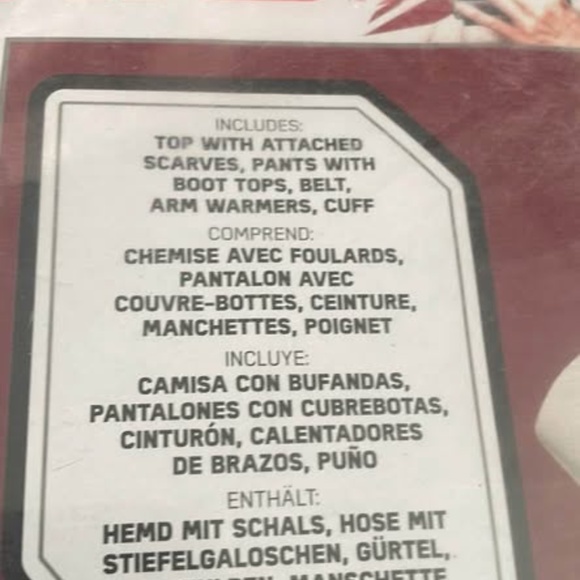 INCLUDES:
TOP WITH ATTACHED
SCARVES, PANTS WITH
BOOT TOPS, BELT,
ARM WARMERS, CUFF
COMPREND:
CHEMISE AVEC FOULARDS,
PANTALON AVEC
COUVRE-BOTTES, CEINTURE,
MANCHETTES, POIGNET
INCLUYE:
CAMISA CON BUFANDAS,
PANTALONES CON CUBREBOTAS,
CINTURÓN, CALENTADORES
DE BRAZOS, PUÑO
ENTHÄLT:
HEMD MIT SCHALS, HOSE MIT
STIEFELGALOSCHEN, GÜRTEL,
MANSCHETTE